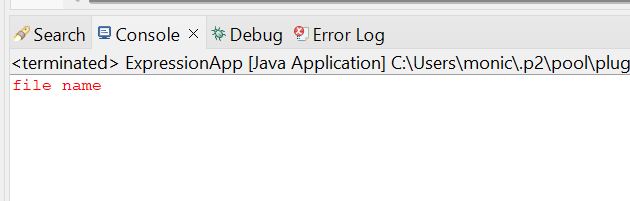 Search Console Debug Error Log
<terminated> ExpressionApp [Java Application] C:\Users\monic\.p2\pool\plug
file name